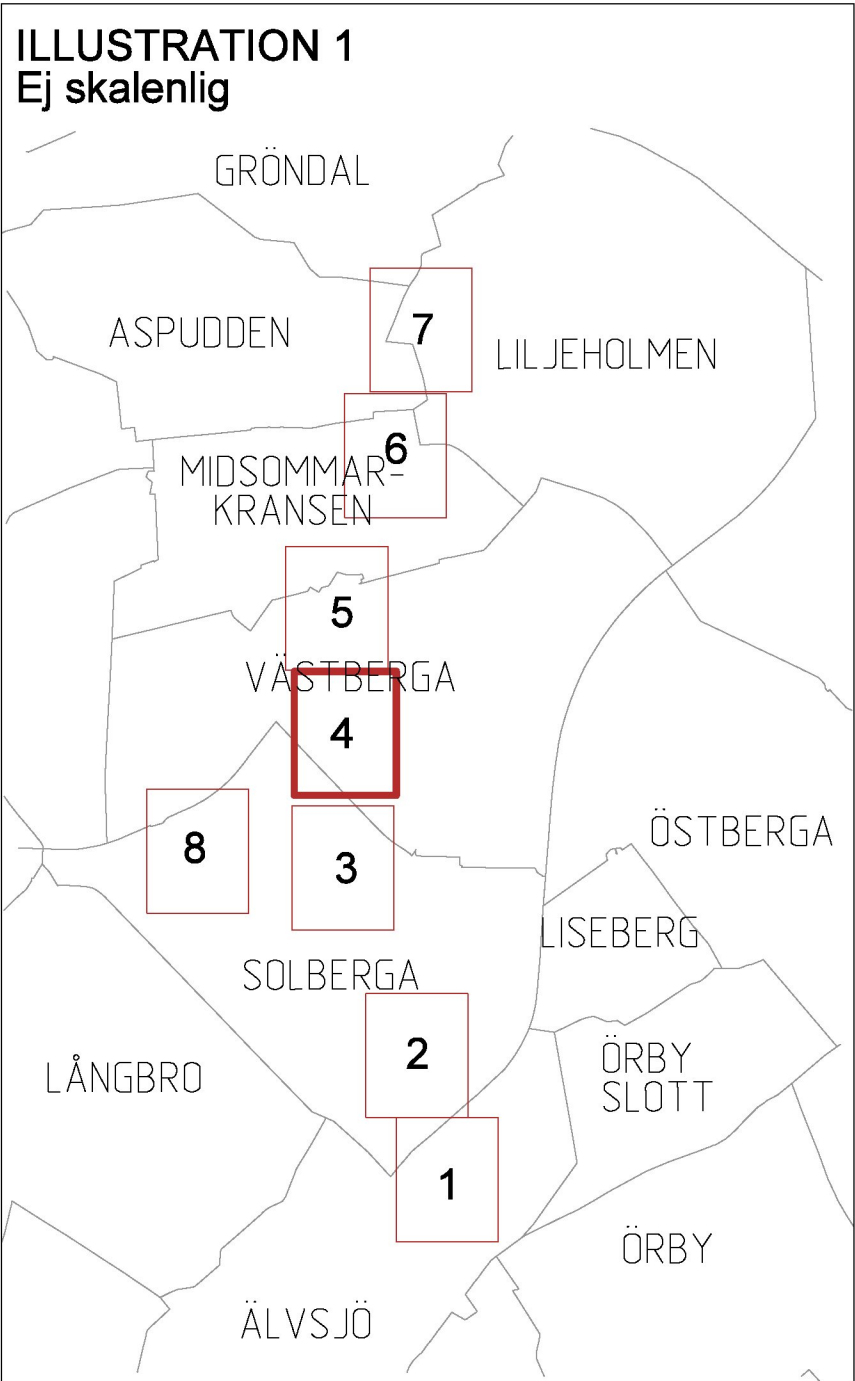 ILLUSTRATION 1
Ej skalenlig
GRÖNDAL
ASPUDDEN
7
LILJEHOLMEN
6
MIDSOMMAR-
KRANSEN
5
VÄSTBERGA
4
8
3
ÖSTBERGA
LISEBERG
SOLBERGA
2
LÅNGBRO
ÖRBY
SLOTT
1
ÖRBY
ÄLVSJÖ